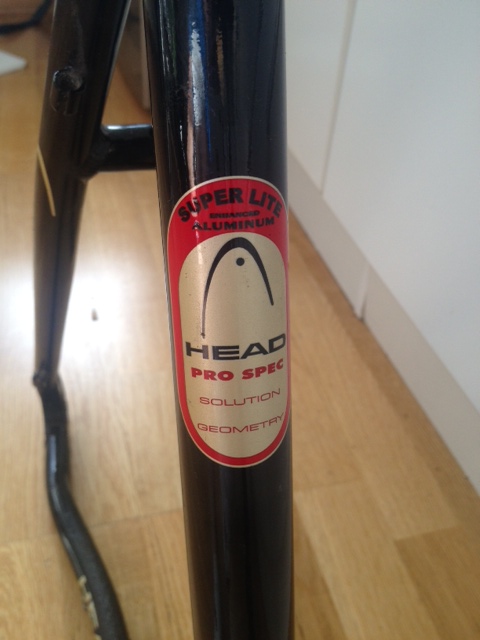 SUPER LITE
ENHANCED
ALUMINUM
HEAD
PRO SPEC
SOLUTION
GEOMETRY